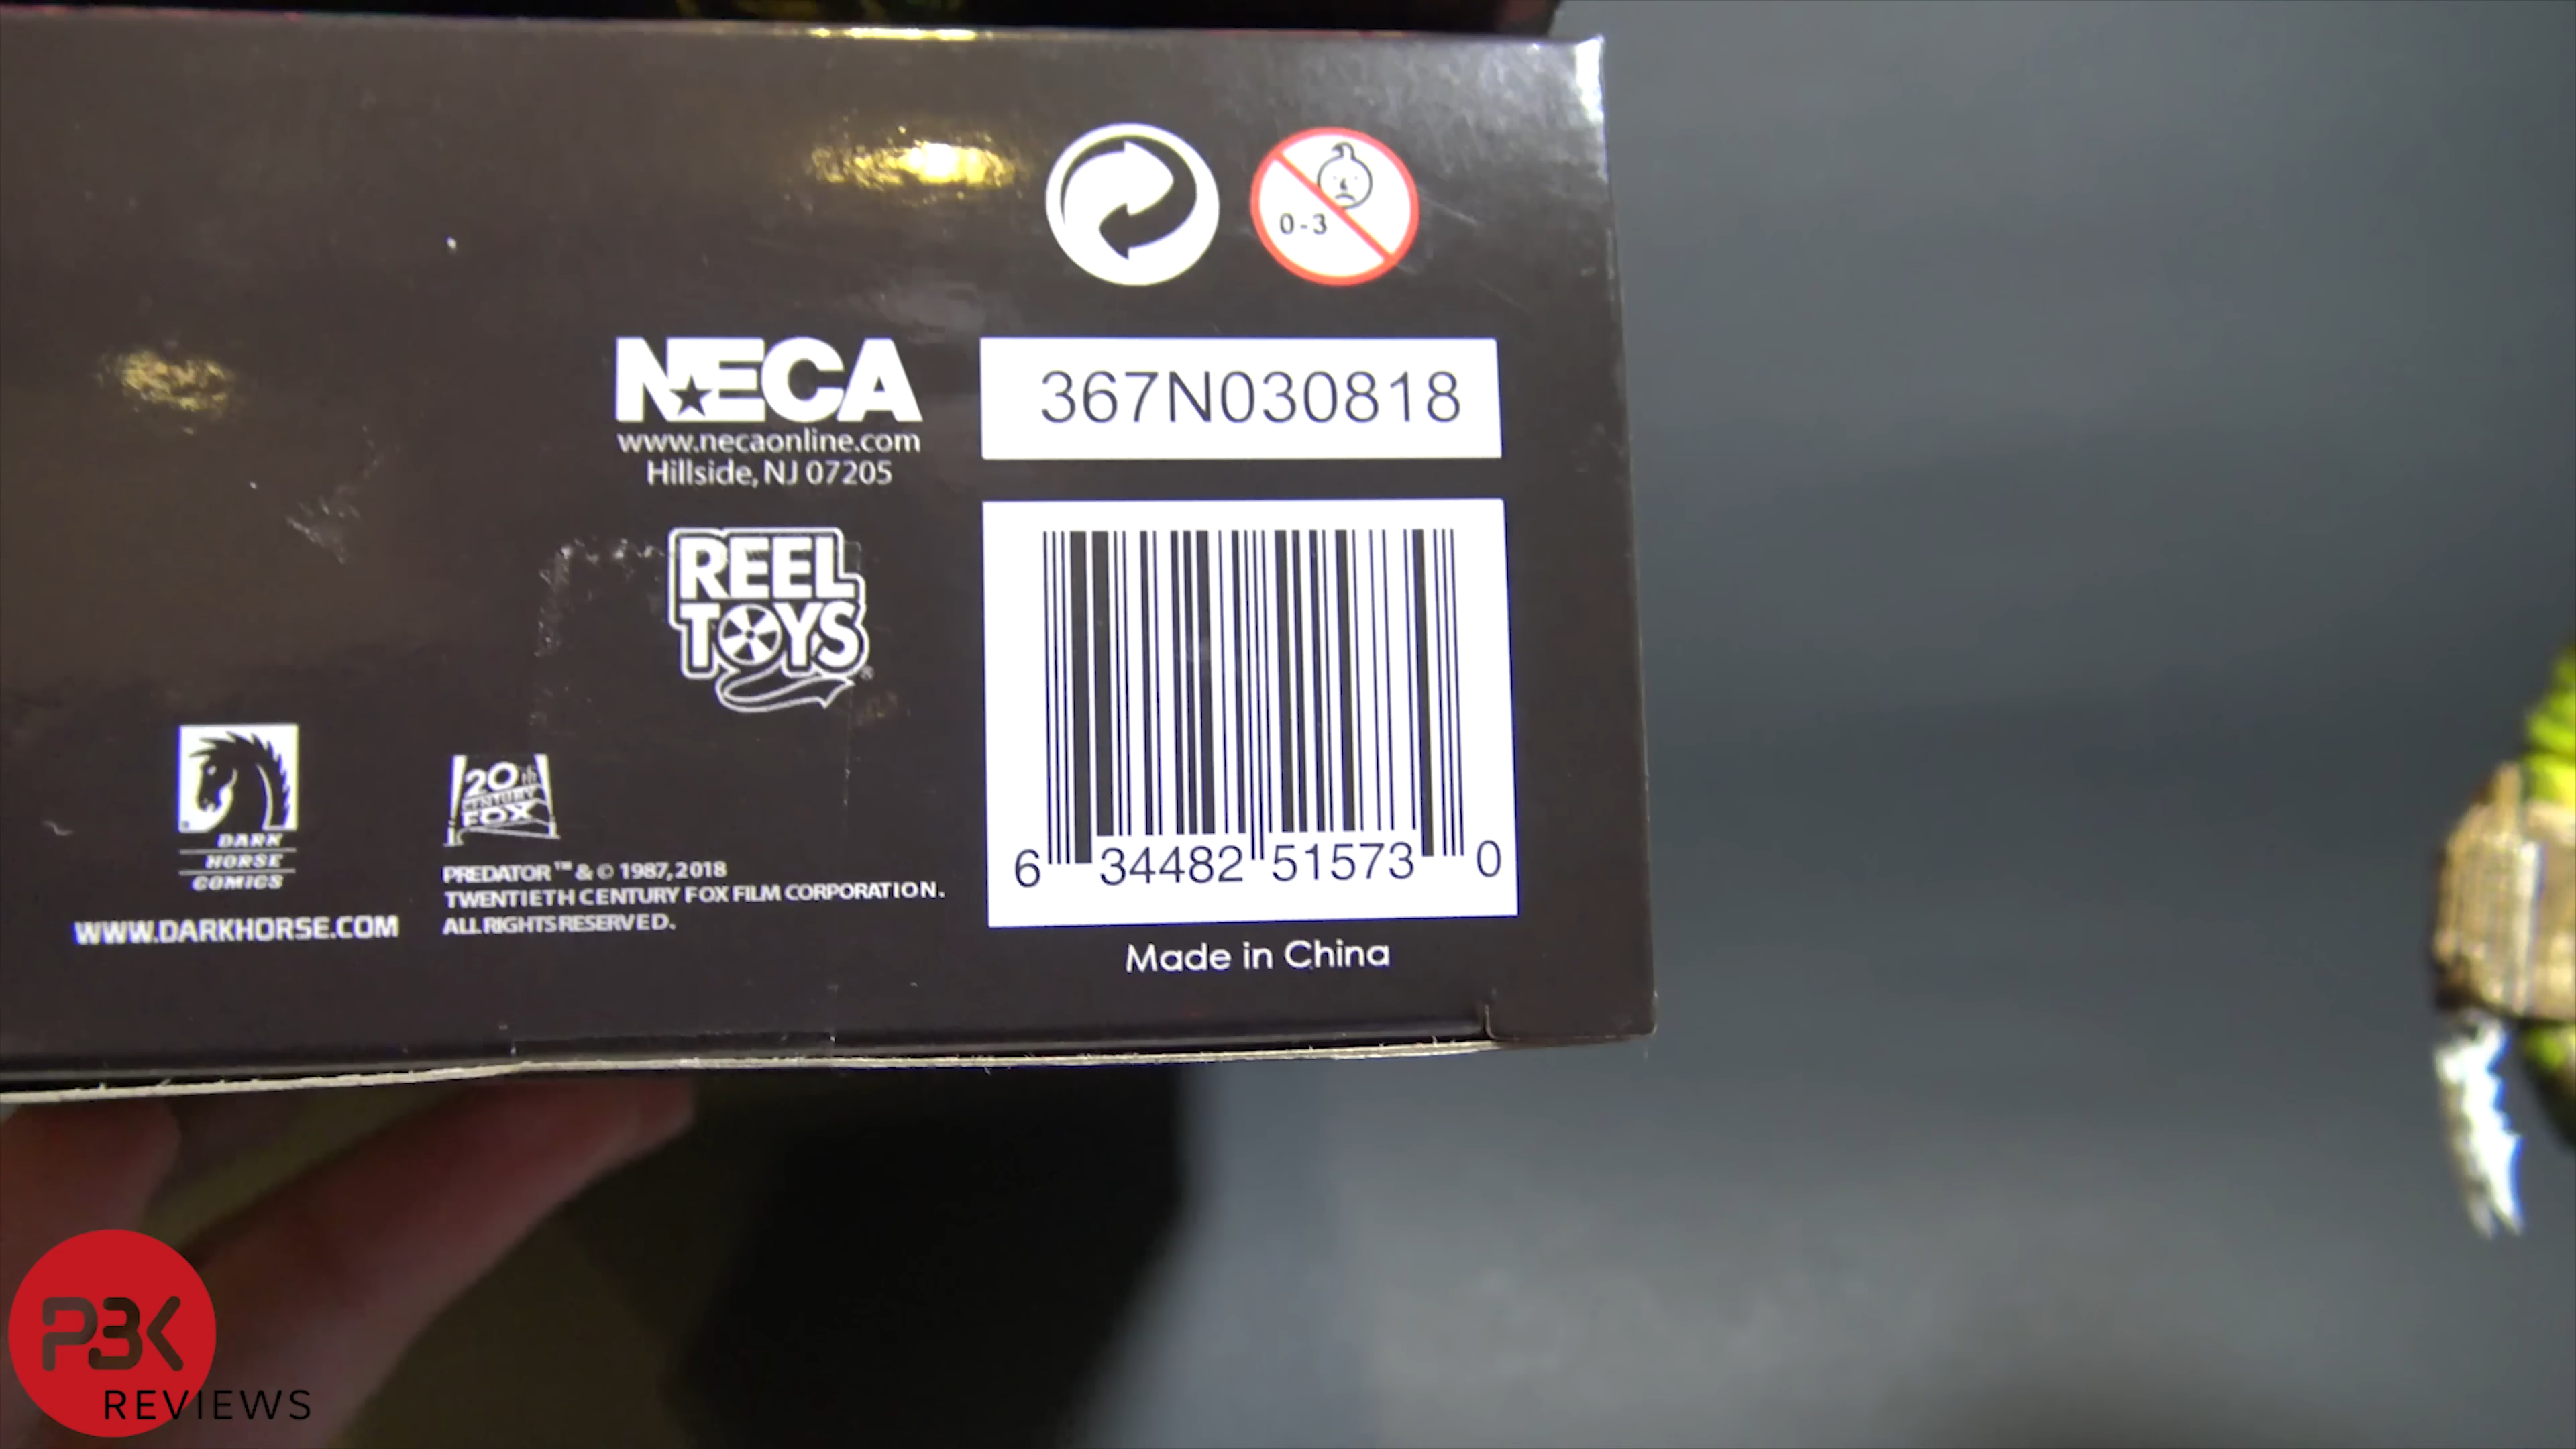 0-3
NECA
www.necaonline.com
Hillside, NJ 07205
367N030818
REEL
TOYS
®
6 34482 51573 0
Made in China
DARK
HORSE
COMICS
WWW.DARKHORSE.COM
20th
CENTURY
FOX
PREDATOR™ & © 1987, 2018
TWENTIETH CENTURY FOX FILM CORPORATION.
ALL RIGHTS RESERVED.
P3K
REVIEWS